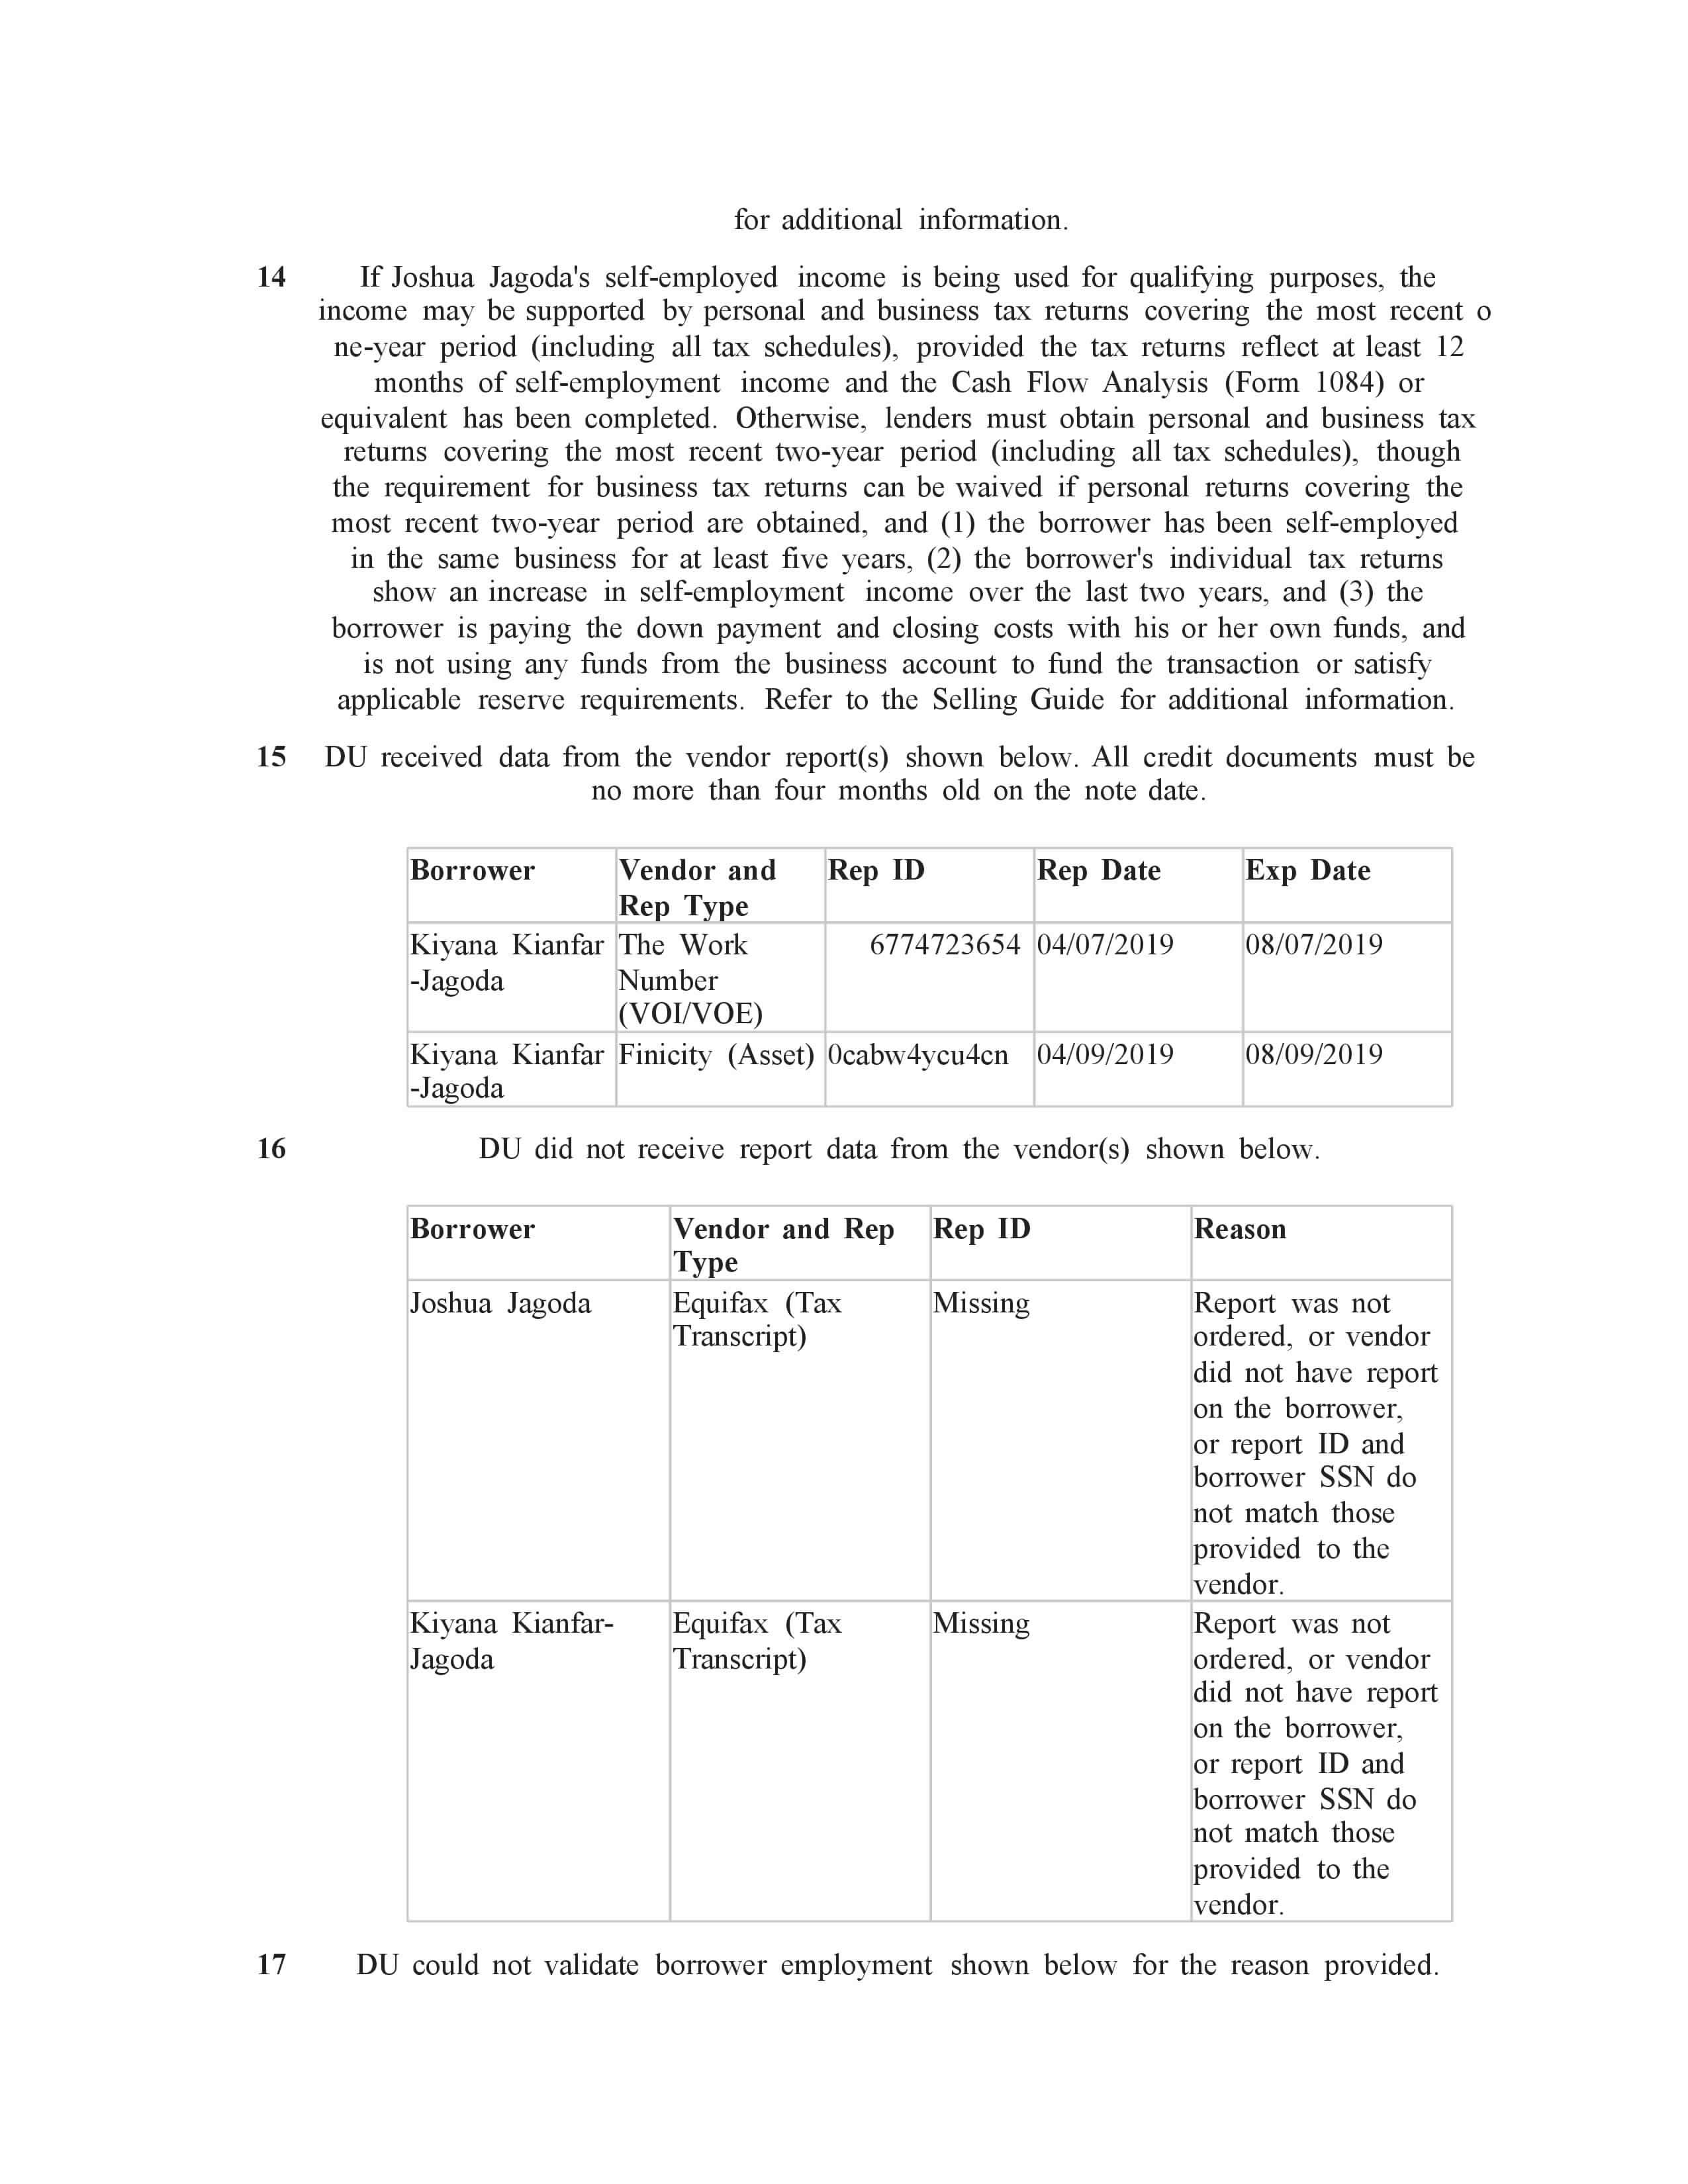 for additional information.
14 If Joshua Jagoda's self-employed income is being used for qualifying purposes, the
income may be supported by personal and business tax returns covering the most recent o
ne-year period (including all tax schedules), provided the tax returns reflect at least 12
months of self-employment income and the Cash Flow Analysis (Form 1084) or
equivalent has been completed. Otherwise, lenders must obtain personal and business tax
returns covering the most recent two-year period (including all tax schedules), though
the requirement for business tax returns can be waived if personal returns covering the
most recent two-year period are obtained, and (1) the borrower has been self-employed
in the same business for at least five years, (2) the borrower's individual tax returns
show an increase in self-employment income over the last two years, and (3) the
borrower is paying the down payment and closing costs with his or her own funds, and
is not using any funds from the business account to fund the transaction or satisfy
applicable reserve requirements. Refer to the Selling Guide for additional information.
15 DU received data from the vendor report(s) shown below. All credit documents must be
no more than four months old on the note date.
Borrower Vendor and Rep ID Rep Date Exp Date
Rep Type
Kiyana Kianfar The Work 6774723654 04/07/2019 08/07/2019
-Jagoda Number
(VOI/VOE)
Kiyana Kianfar Finicity (Asset) 0cabw4ycu4cn 04/09/2019 08/09/2019
-Jagoda
16 DU did not receive report data from the vendor(s) shown below.
Borrower Vendor and Rep Rep ID Reason
Type
Joshua Jagoda Equifax (Tax Missing Report was not
Transcript) ordered, or vendor
did not have report
on the borrower,
or report ID and
borrower SSN do
not match those
provided to the
vendor.
Kiyana Kianfar- Equifax (Tax Missing Report was not
Jagoda Transcript) ordered, or vendor
did not have report
on the borrower,
or report ID and
borrower SSN do
not match those
provided to the
vendor.
17 DU could not validate borrower employment shown below for the reason provided.